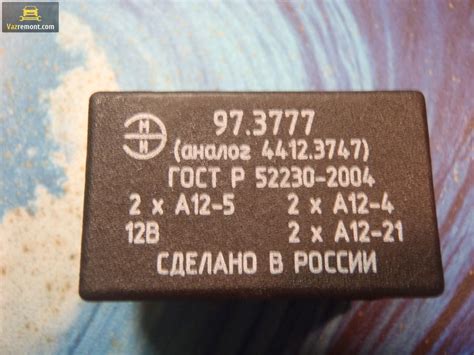 Vazremont.com
ЭМИ
97.3777
(аналог 4412.3747)
ГОСТ Р 52230-2004
2 x А12-5 2 x А12-4
12В 2 x А12-21
СДЕЛАНО В РОССИИ